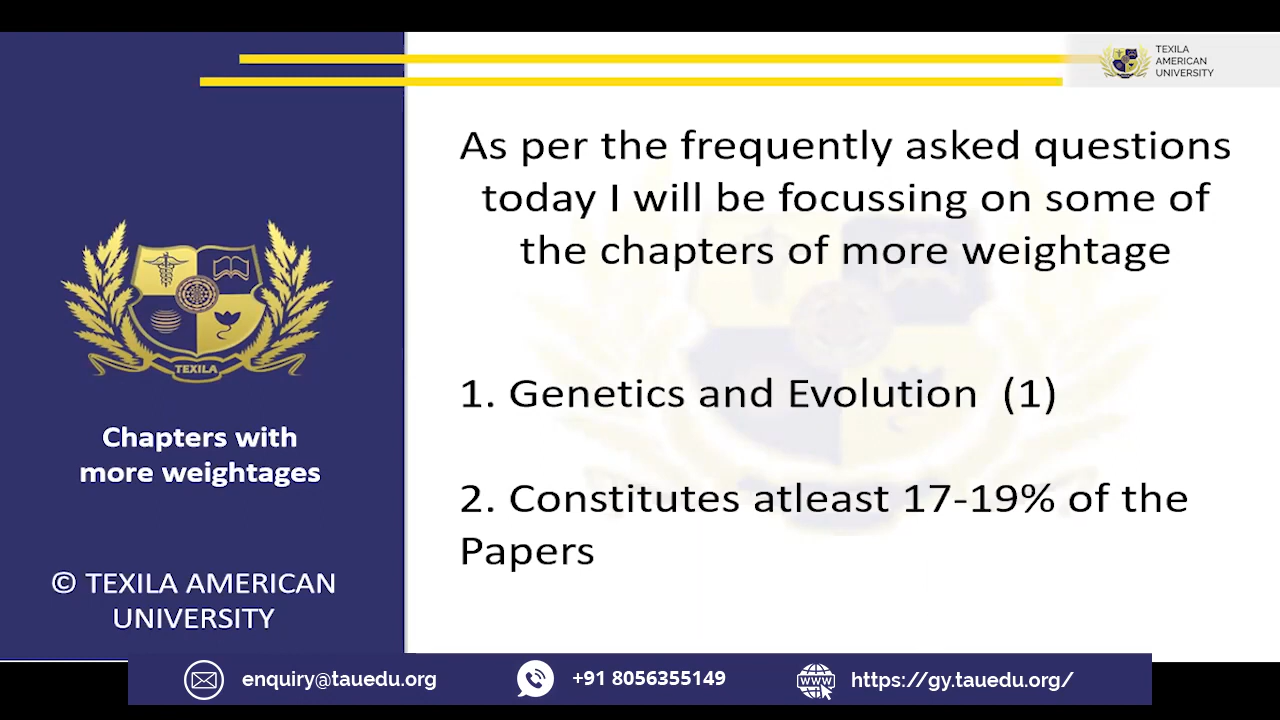 TEXILA
AMERICAN
UNIVERSITY
As per the frequently asked questions
today I will be focussing on some of
the chapters of more weightage
1. Genetics and Evolution (1)
2. Constitutes atleast 17-19% of the
Papers
TEXILA
Chapters with
more weightages
© TEXILA AMERICAN
UNIVERSITY
enquiry@tauedu.org
+91 8056355149
WWW
https://gy.tauedu.org/